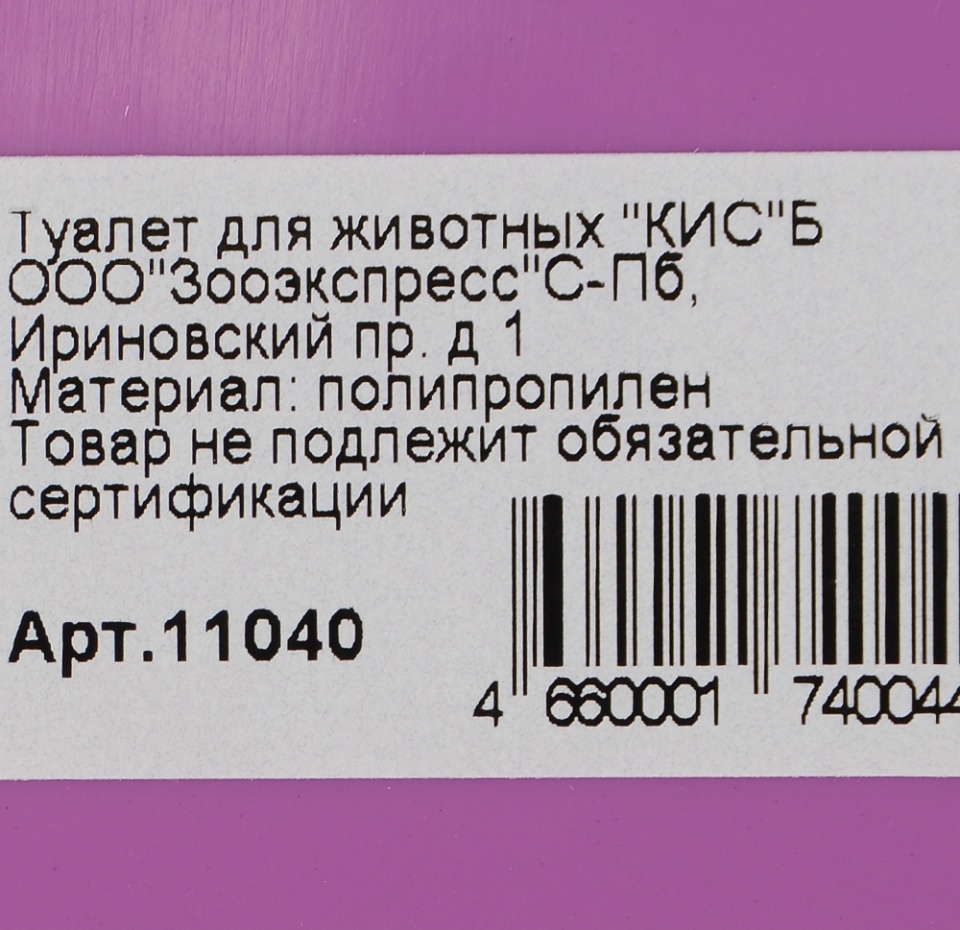 Туалет для животных "КИС"Б
ООО"Зооэкспресс"С-Пб,
Ириновский пр. д 1
Материал: полипропилен
Товар не подлежит обязательной
сертификации
Арт.11040
4 660001 740044